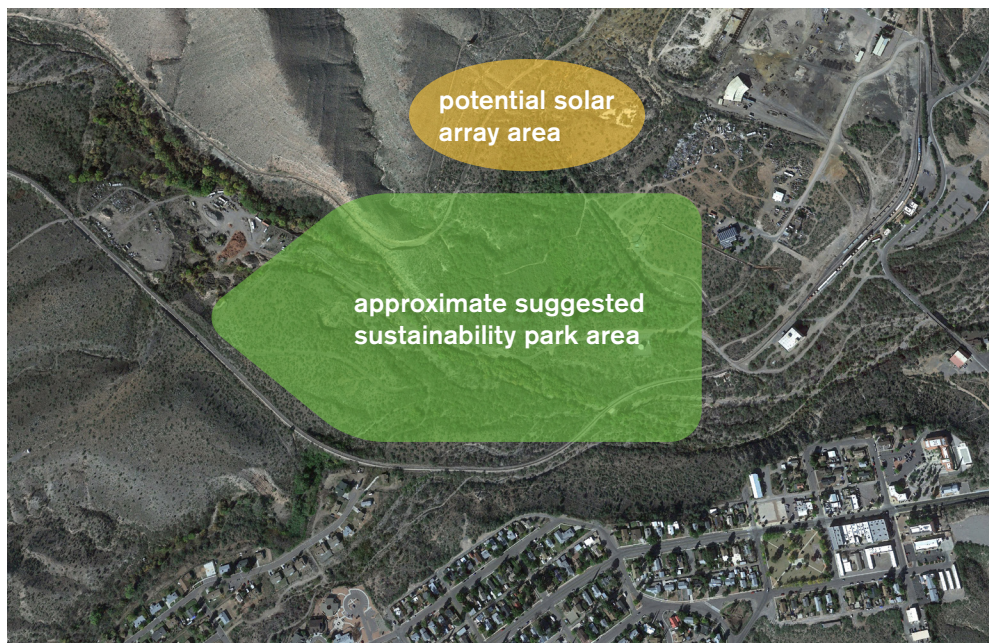 potential solar
array area
approximate suggested
sustainability park area